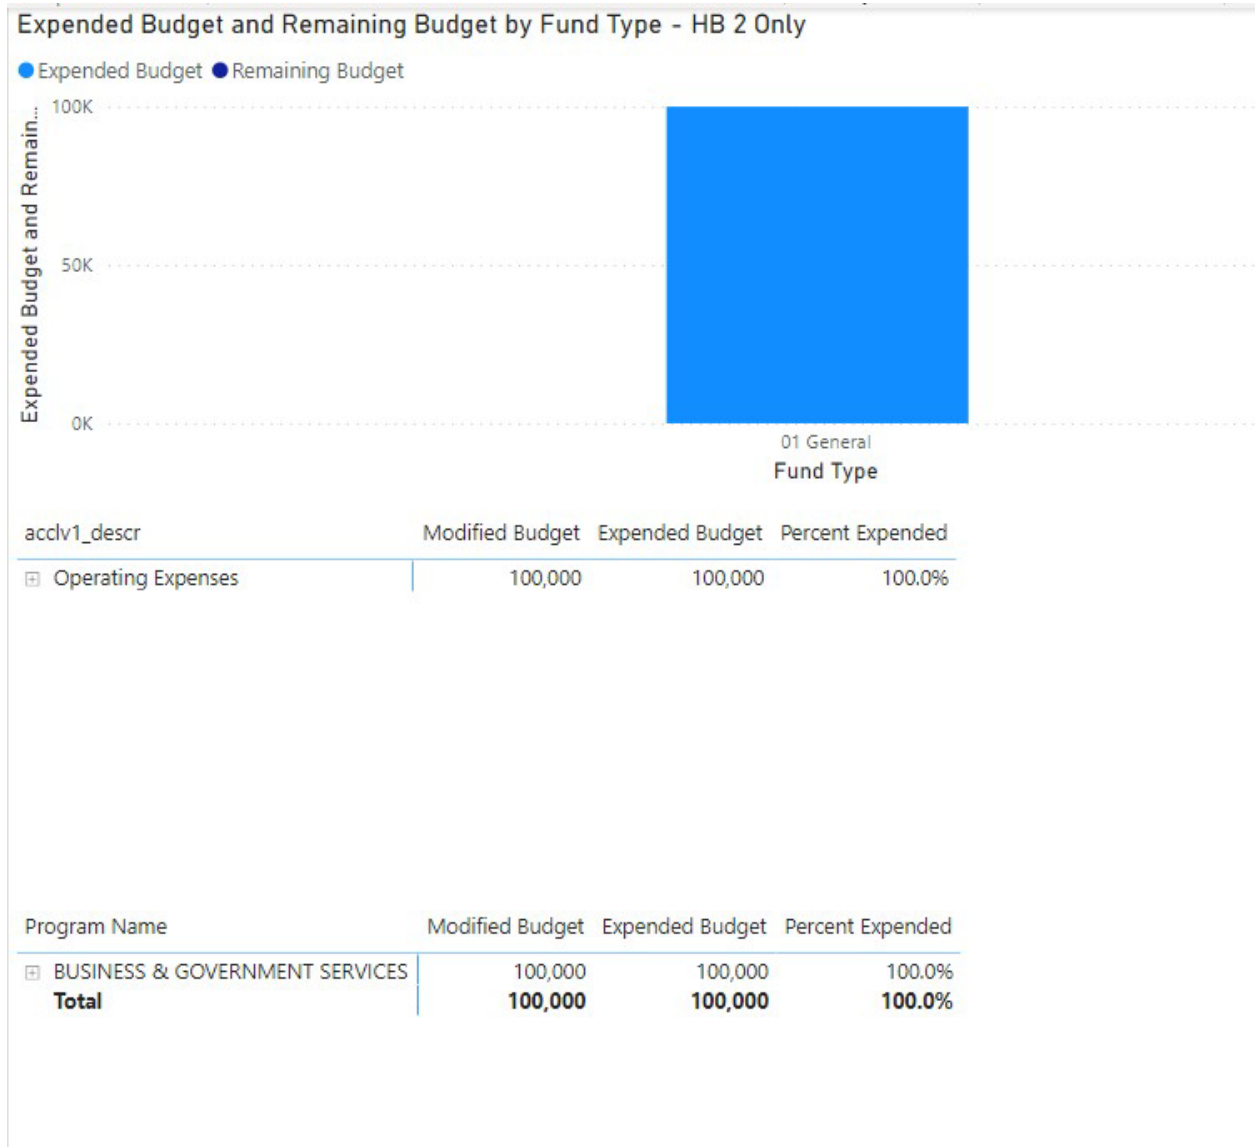 Expended Budget and Remaining Budget by Fund Type - HB 2 Only
Expended Budget Remaining Budget
Expended Budget and Remain...
100K
50K
0K
01 General
Fund Type
acclv1_descr Modified Budget Expended Budget Percent Expended
Operating Expenses 100,000 100,000 100.0%
Program Name Modified Budget Expended Budget Percent Expended
BUSINESS & GOVERNMENT SERVICES 100,000 100,000 100.0%
Total 100,000 100,000 100.0%